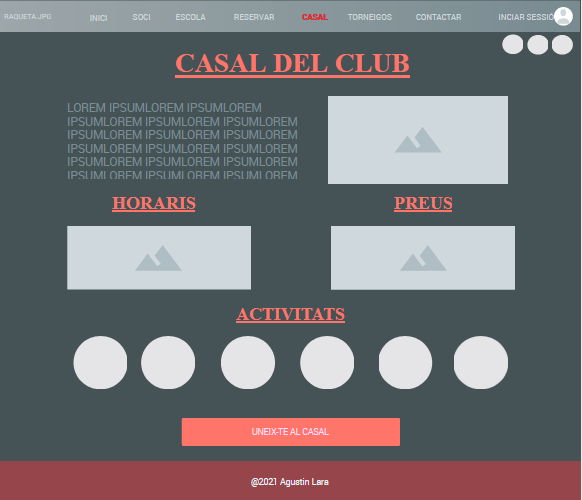 RAQUETA.JPG INICI SOCI ESCOLA RESERVAR CASAL TORNEIGOS CONTACTAR INCIAR SESSIÓ
CASAL DEL CLUB
LOREM IPSUMLOREM IPSUMLOREM
IPSUMLOREM IPSUMLOREM IPSUMLOREM
IPSUMLOREM IPSUMLOREM IPSUMLOREM
IPSUMLOREM IPSUMLOREM IPSUMLOREM
IPSUMLOREM IPSUMLOREM IPSUMLOREM
IPSUMLOREM IPSUMLOREM IPSUMLOREM
HORARIS PREUS
ACTIVITATS
UNEIX-TE AL CASAL
@2021 Agustin Lara